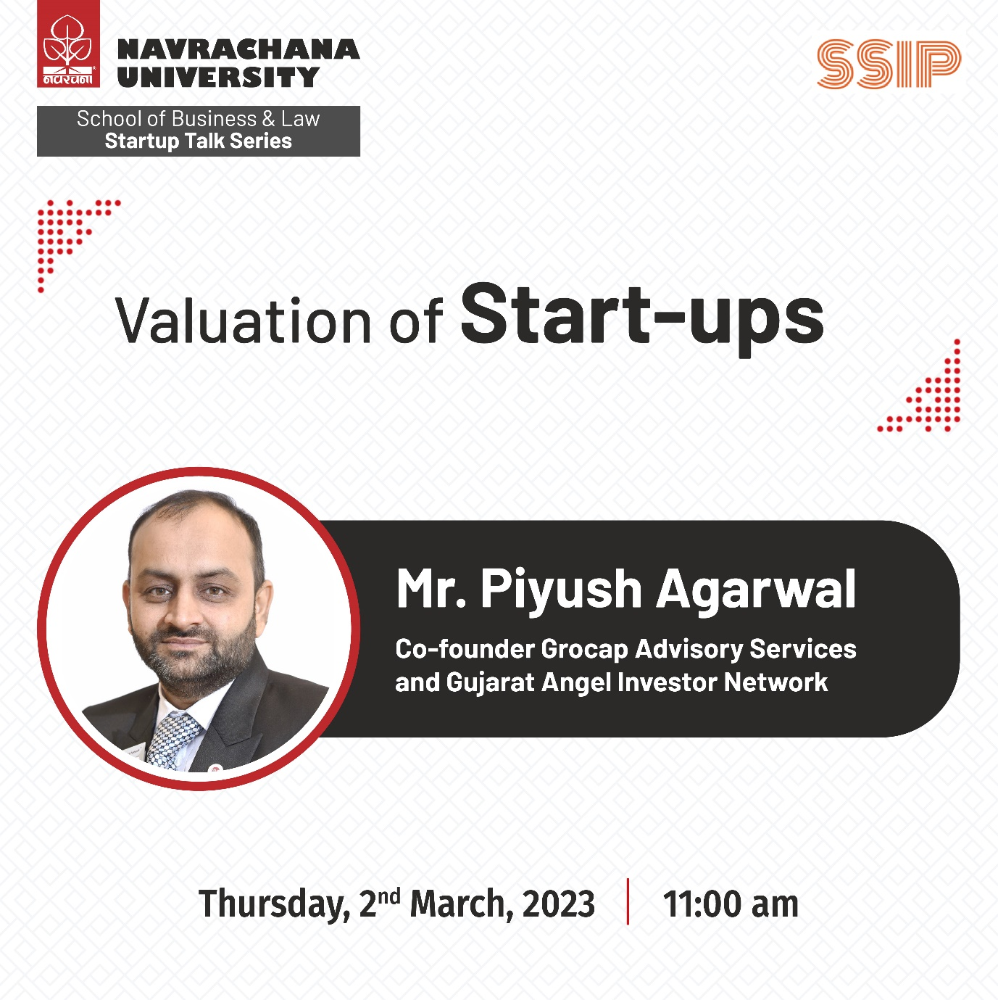 नवरचना
NAVRACHANA
UNIVERSITY
SSIP
School of Business & Law
Startup Talk Series
Valuation of Start-ups
Mr. Piyush Agarwal
Co-founder Grocap Advisory Services
and Gujarat Angel Investor Network
Thursday, 2nd March, 2023 | 11:00 am